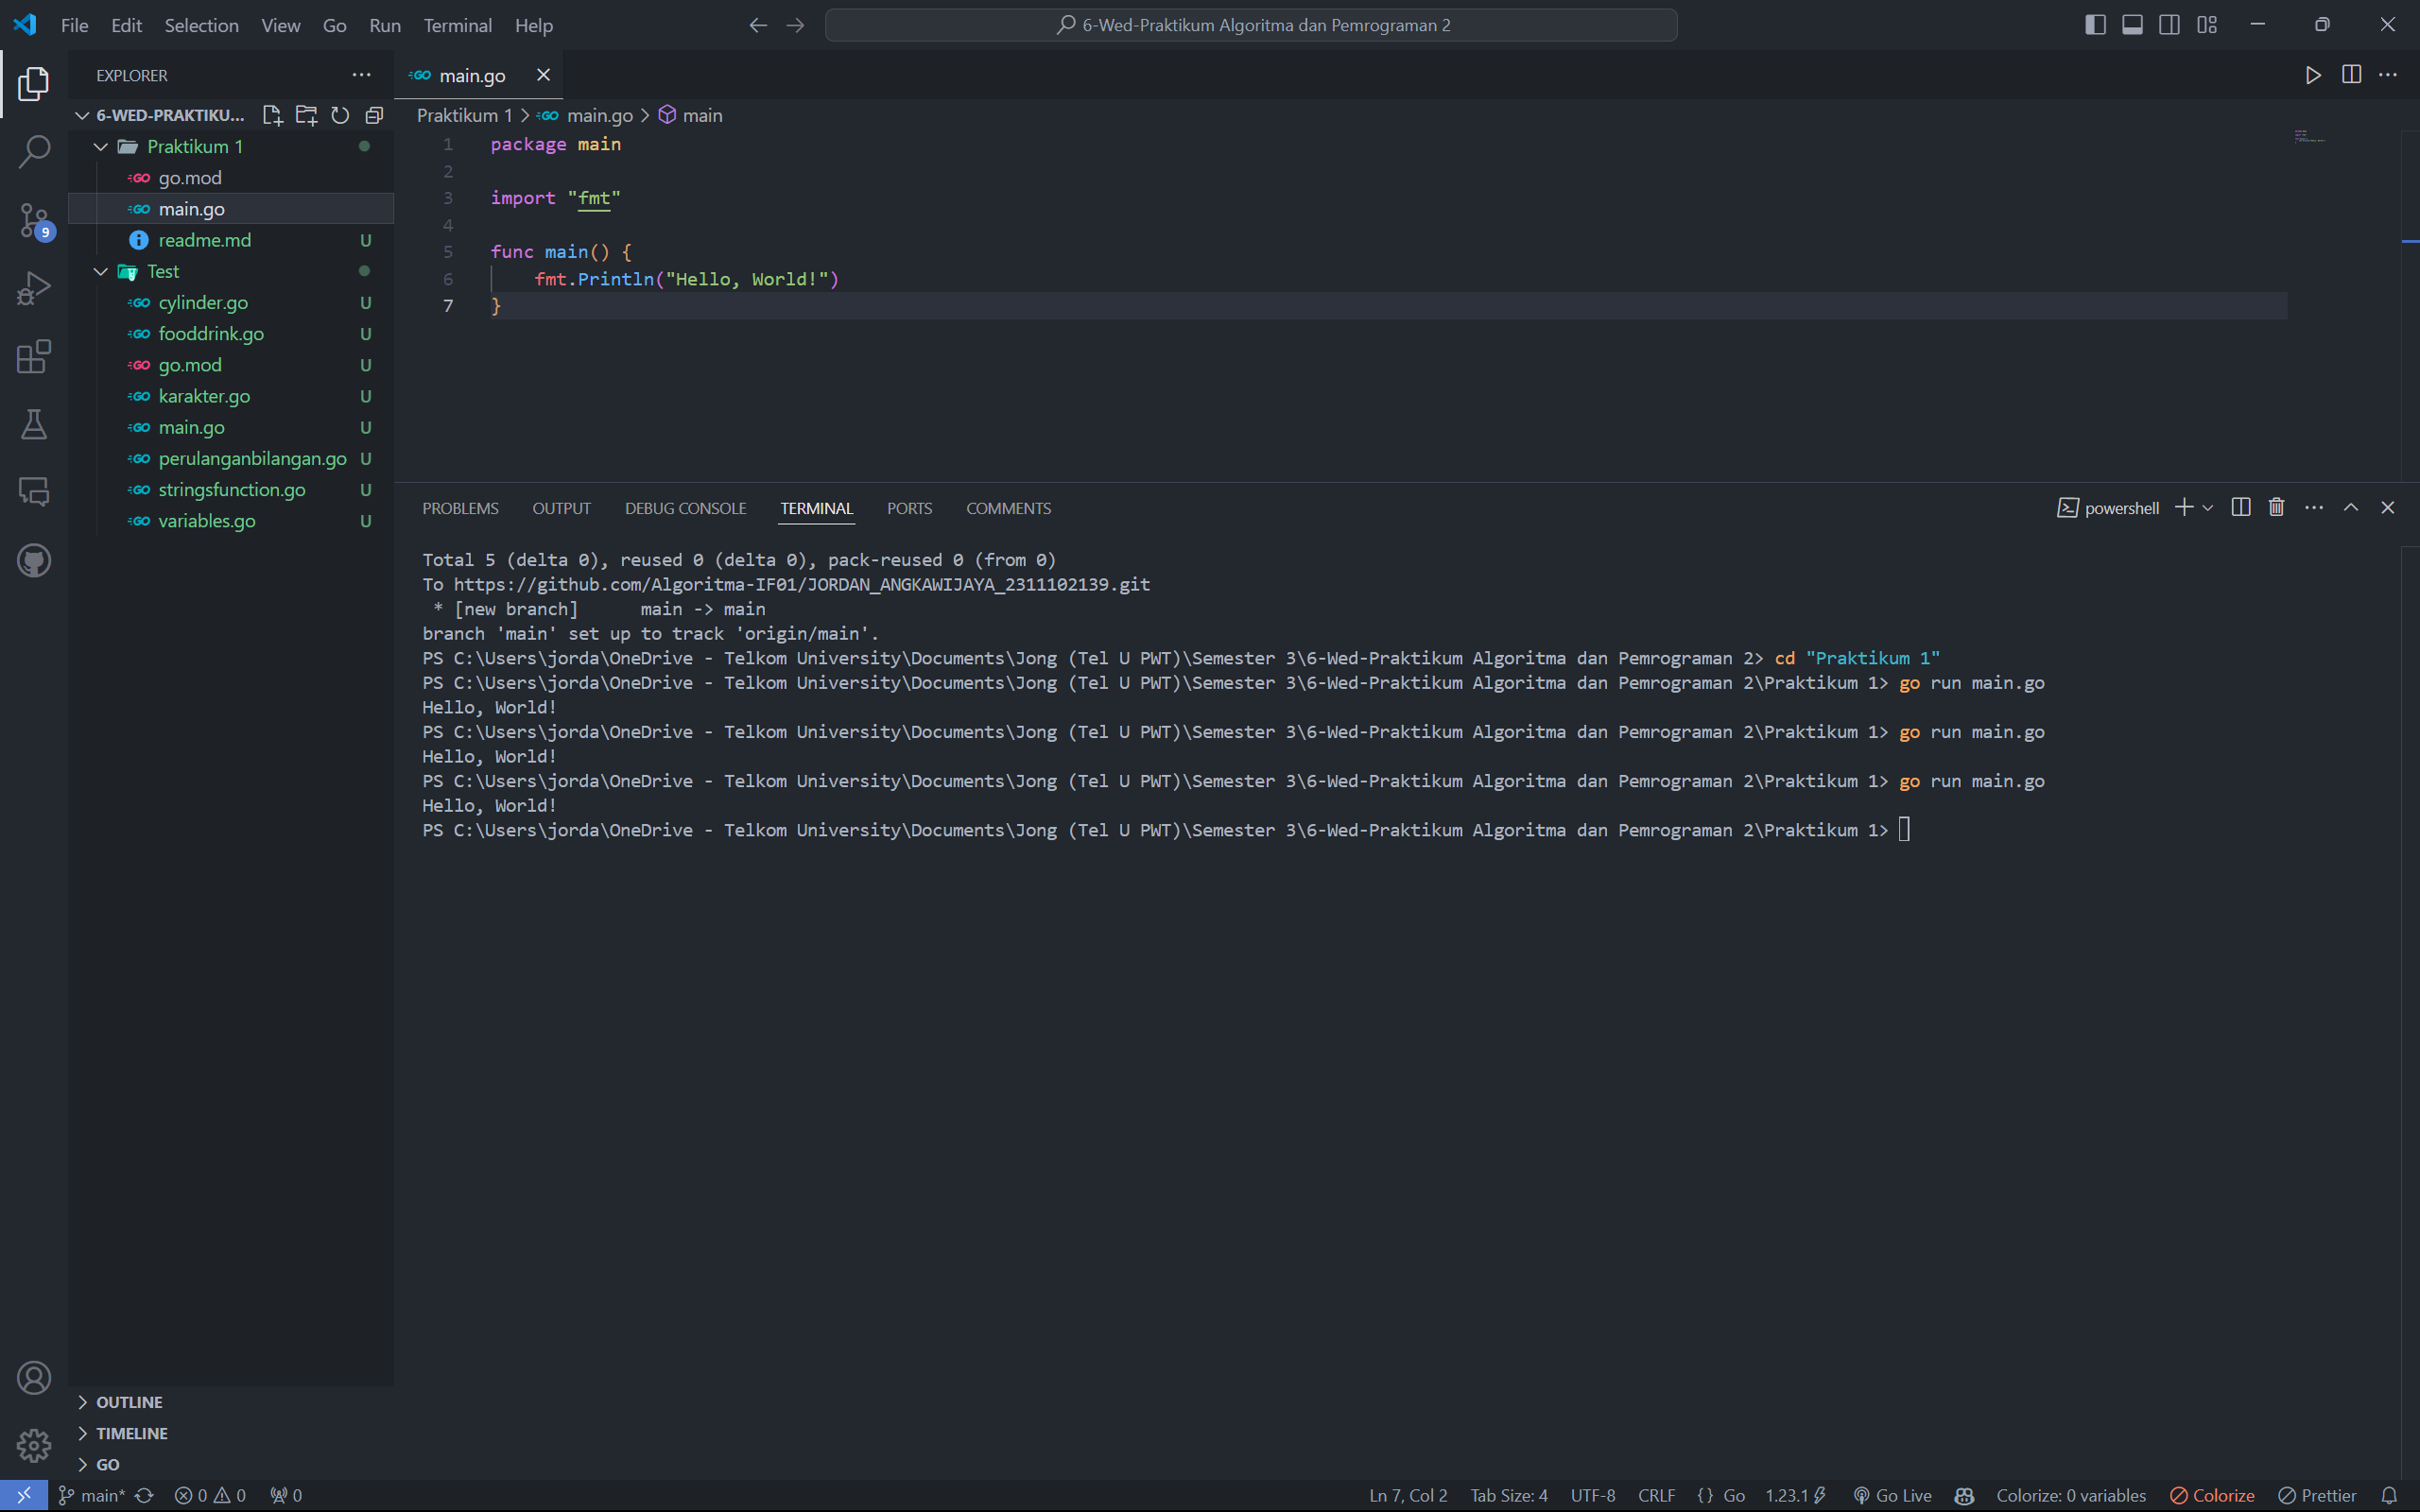 File Edit Selection View Go Run Terminal Help
6-Wed-Praktikum Algoritma dan Pemrograman 2
EXPLORER
6-WED-PRAKTIKU...
Praktikum 1
go.mod
main.go
readme.md U
Test
cylinder.go U
fooddrink.go U
go.mod U
karakter.go U
main.go U
perulanganbilangan.go U
stringsfunction.go U
variables.go U
OUTLINE
TIMELINE
GO
9
main.go
Praktikum 1 > main.go > main
1 package main
2
3 import "fmt"
4
5 func main() {
6 fmt.Println("Hello, World!")
7 }
PROBLEMS OUTPUT DEBUG CONSOLE TERMINAL PORTS COMMENTS
powershell
Total 5 (delta 0), reused 0 (delta 0), pack-reused 0 (from 0)
To https://github.com/Algoritma-IF01/JORDAN_ANGKAWIJAYA_2311102139.git
* [new branch] main -> main
branch 'main' set up to track 'origin/main'.
PS C:\Users\jorda\OneDrive - Telkom University\Documents\Jong (Tel U PWT)\Semester 3\6-Wed-Praktikum Algoritma dan Pemrograman 2> cd "Praktikum 1"
PS C:\Users\jorda\OneDrive - Telkom University\Documents\Jong (Tel U PWT)\Semester 3\6-Wed-Praktikum Algoritma dan Pemrograman 2\Praktikum 1> go run main.go
Hello, World!
PS C:\Users\jorda\OneDrive - Telkom University\Documents\Jong (Tel U PWT)\Semester 3\6-Wed-Praktikum Algoritma dan Pemrograman 2\Praktikum 1> go run main.go
Hello, World!
PS C:\Users\jorda\OneDrive - Telkom University\Documents\Jong (Tel U PWT)\Semester 3\6-Wed-Praktikum Algoritma dan Pemrograman 2\Praktikum 1> go run main.go
Hello, World!
PS C:\Users\jorda\OneDrive - Telkom University\Documents\Jong (Tel U PWT)\Semester 3\6-Wed-Praktikum Algoritma dan Pemrograman 2\Praktikum 1>
main* 0 0 0 Ln 7, Col 2 Tab Size: 4 UTF-8 CRLF {} Go 1.23.1 Go Live Colorize: 0 variables Colorize Prettier